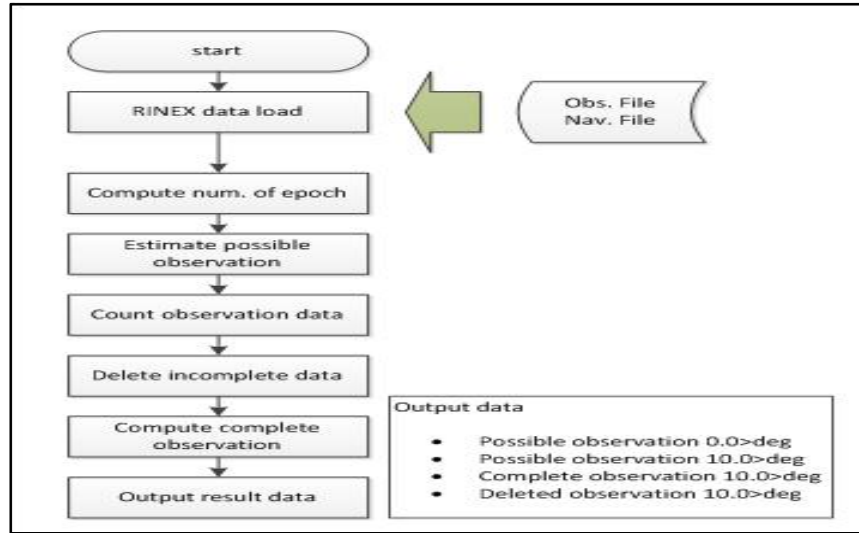 start
RINEX data load
Obs. File
Nav. File
Compute num. of epoch
Estimate possible
observation
Count observation data
Delete incomplete data
Compute complete
observation
Output result data
Output data
• Possible observation 0.0>deg
• Possible observation 10.0>deg
• Complete observation 10.0>deg
• Deleted observation 10.0>deg